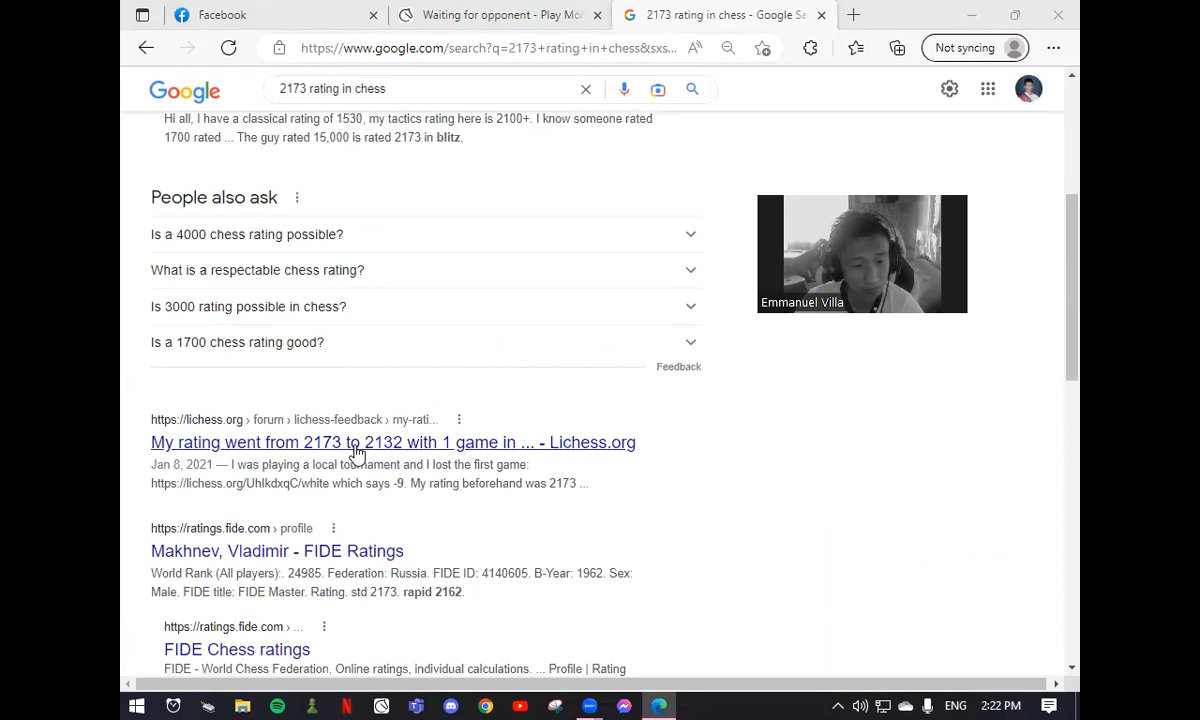 Facebook
Waiting for opponent - Play Mo
2173 rating in chess - Google Se
https://www.google.com/search?q=2173+rating+in+chess&sxs...
Not syncing
Google
2173 rating in chess
Hi all, I have a classical rating of 1530, my tactics rating here is 2100+. I know someone rated
1700 rated ... The guy rated 15,000 is rated 2173 in blitz.
People also ask
Is a 4000 chess rating possible?
What is a respectable chess rating?
Is 3000 rating possible in chess?
Is a 1700 chess rating good?
Feedback
Emmanuel Villa
https://lichess.org › forum › lichess-feedback › my-rati...
My rating went from 2173 to 2132 with 1 game in ... - Lichess.org
Jan 8, 2021 — I was playing a local tournament and I lost the first game:
https://lichess.org/UhlkdxqC/white which says -9. My rating beforehand was 2173 ...
https://ratings.fide.com › profile
Makhnev, Vladimir - FIDE Ratings
World Rank (All players):. 24985. Federation: Russia. FIDE ID: 4140605. B-Year: 1962. Sex:
Male. FIDE title: FIDE Master. Rating. std 2173. rapid 2162.
https://ratings.fide.com › ...
FIDE Chess ratings
FIDE - World Chess Federation, Online ratings, individual calculations. ... Profile | Rating
ENG
2:22 PM